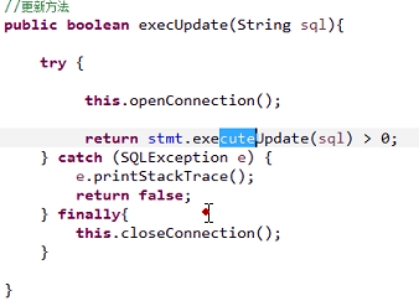 //更新方法
public boolean execUpdate(String sql){
try {
this.openConnection();
return stmt.executeUpdate(sql) > 0;
} catch (SQLException e) {
e.printStackTrace();
return false;
} finally{
this.closeConnection();
}
}